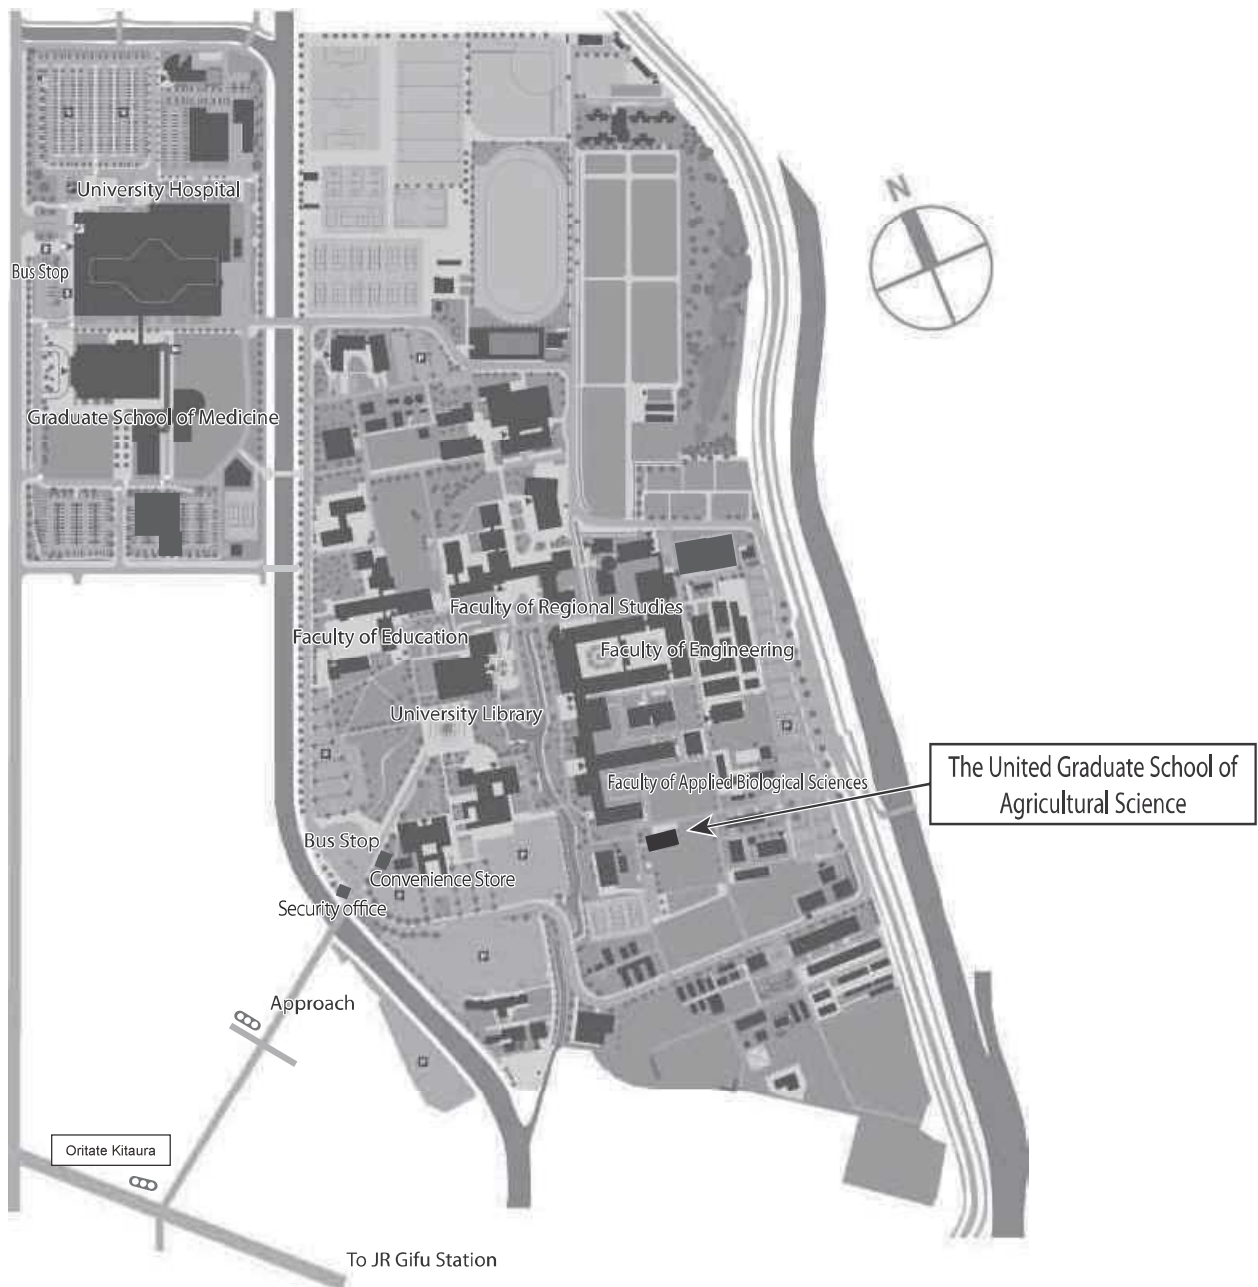 N
University Hospital
Bus Stop
Graduate School of Medicine
Faculty of Regional Studies
Faculty of Education
Faculty of Engineering
University Library
The United Graduate School of
Agricultural Science
Faculty of Applied Biological Sciences
Bus Stop
Convenience Store
Security office
Approach
Oritate Kitaura
To JR Gifu Station
P
P
P
P
P
P
P
P
P
P
P